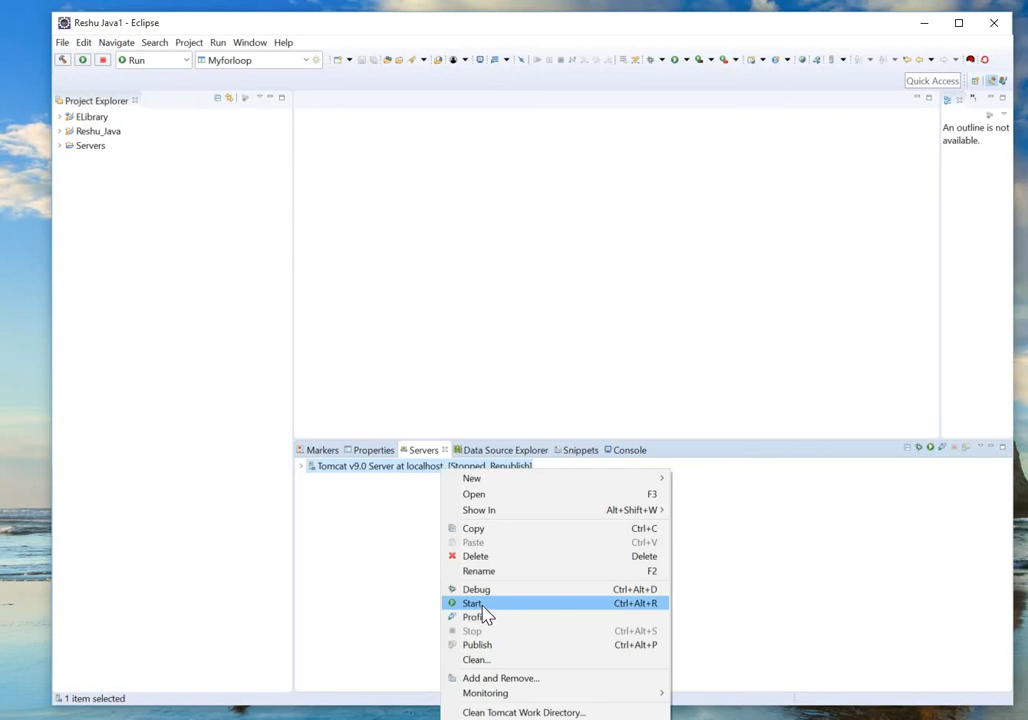 Reshu Java1 - Eclipse
File Edit Navigate Search Project Run Window Help
Run Myforloop
Quick Access
Project Explorer
ELibrary
Reshu_Java
Servers
An outline is not
available.
Markers Properties Servers Data Source Explorer Snippets Console
Tomcat v9.0 Server at localhost [Stopped, Republish]
New
Open F3
Show In Alt+Shift+W
Copy Ctrl+C
Paste Ctrl+V
Delete Delete
Rename F2
Debug Ctrl+Alt+D
Start Ctrl+Alt+R
Ctrl+Alt+S
Stop
Publish Ctrl+Alt+P
Clean...
Add and Remove...
Monitoring
Clean Tomcat Work Directory...
1 item selected